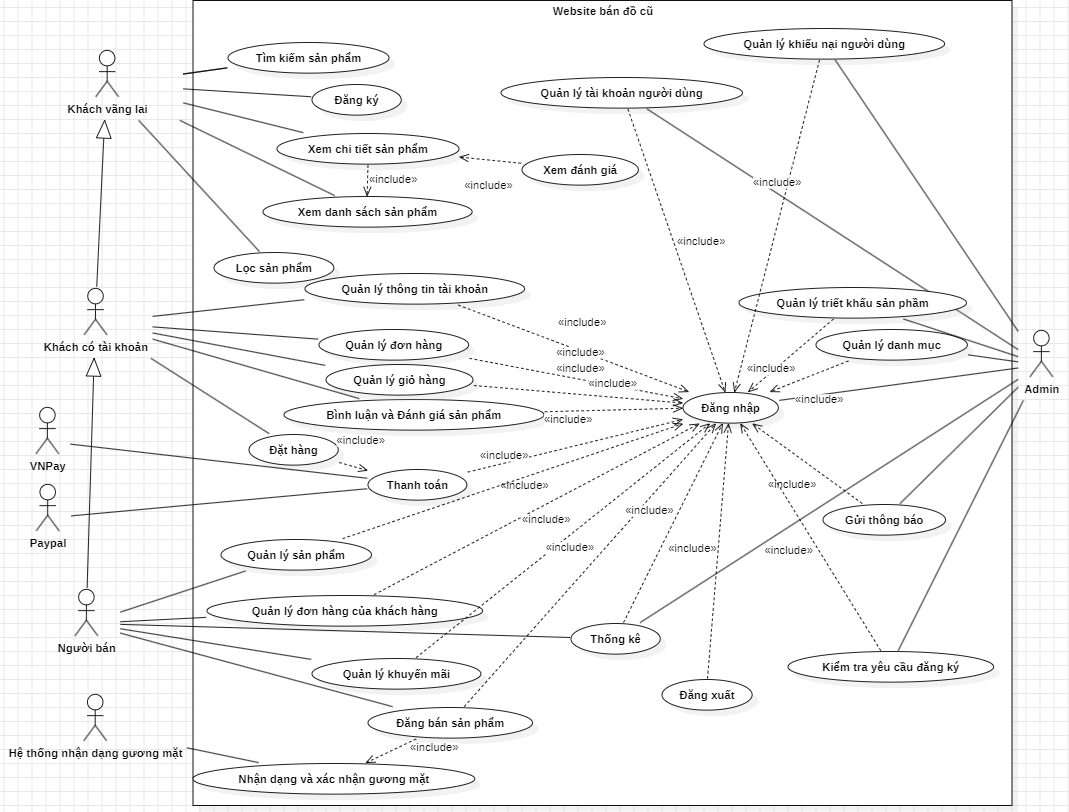 Website bán đồ cũ
Quản lý khiếu nại người dùng
Tìm kiếm sản phẩm
Quản lý tài khoản người dùng
Đăng ký
Khách vãng lai
Xem chi tiết sản phẩm
Xem đánh giá
«include»
«include»
«include»
Xem danh sách sản phẩm
«include»
Lọc sản phẩm
Quản lý thông tin tài khoản
Quản lý triết khấu sản phầm
«include»
Khách có tài khoản
Quản lý đơn hàng
Quản lý danh mục
«include»
«include»
«include»
Quản lý giỏ hàng
«include»
Admin
«include»
Đăng nhập
Bình luận và Đánh giá sản phẩm
«include»
«include»
Đặt hàng
«include»
VNPay
Thanh toán
«include»
«include»
«include»
«include»
Gửi thông báo
Paypal
«include»
«include»
«include»
«include»
Quản lý sản phẩm
Quản lý đơn hàng của khách hàng
Thống kê
Người bán
Quản lý khuyến mãi
Kiểm tra yêu cầu đăng ký
Đăng xuất
Đăng bán sản phẩm
«include»
Hệ thống nhận dạng gương mặt
Nhận dạng và xác nhận gương mặt